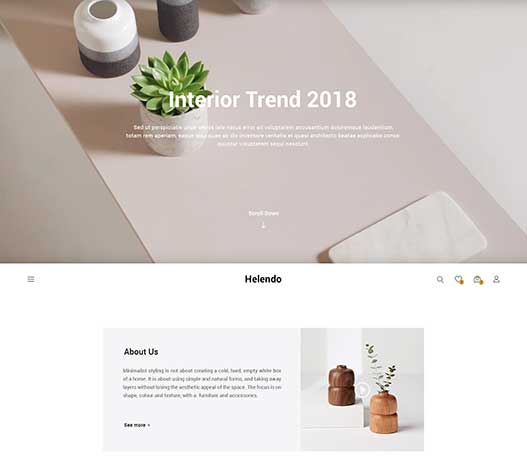 Interior Trend 2018
Sed ut perspiciatis unde omnis iste natus error sit voluptatem accusantium doloremque laudantium,
totam rem aperiam, eaque ipsa quae ab illo inventore veritatis et quasi architecto beatae explicabo
voluptatem sequi nesciunt.
Scroll Down
Helendo
About Us
Minimalist styling is not about creating a cold, hard, empty white box
of a home. It is about using simple and natural forms, and taking away
layers without losing the aesthetic appeal of the space. The focus is on
shape, colour and texture, with a furniture and accessories.
See more +